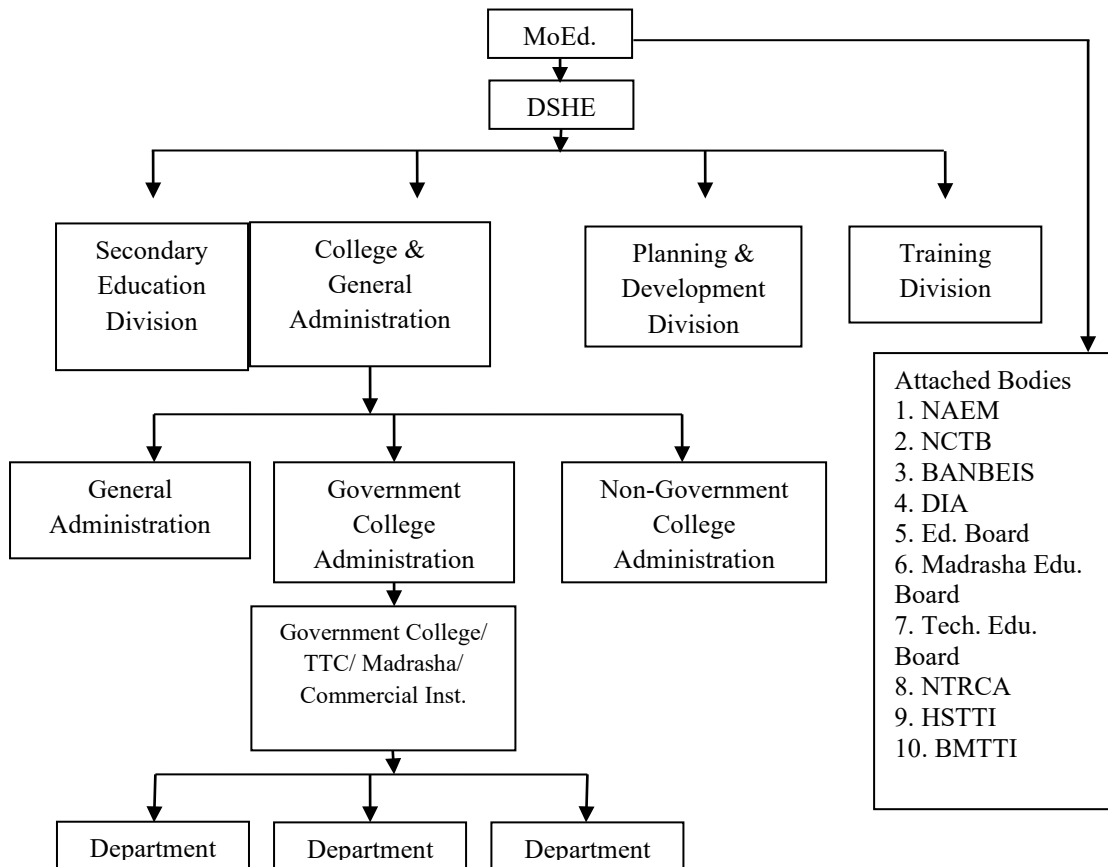 MoEd.
DSHE
Secondary
Education
Division
College &
General
Administration
Planning &
Development
Division
Training
Division
Attached Bodies
1. NAEM
2. NCTB
3. BANBEIS
4. DIA
5. Ed. Board
6. Madrasha Edu.
Board
7. Tech. Edu.
Board
8. NTRCA
9. HSTTI
10. BMTTI
General
Administration
Government
College
Administration
Non-Government
College
Administration
Government College/
TTC/ Madrasha/
Commercial Inst.
Department
Department
Department